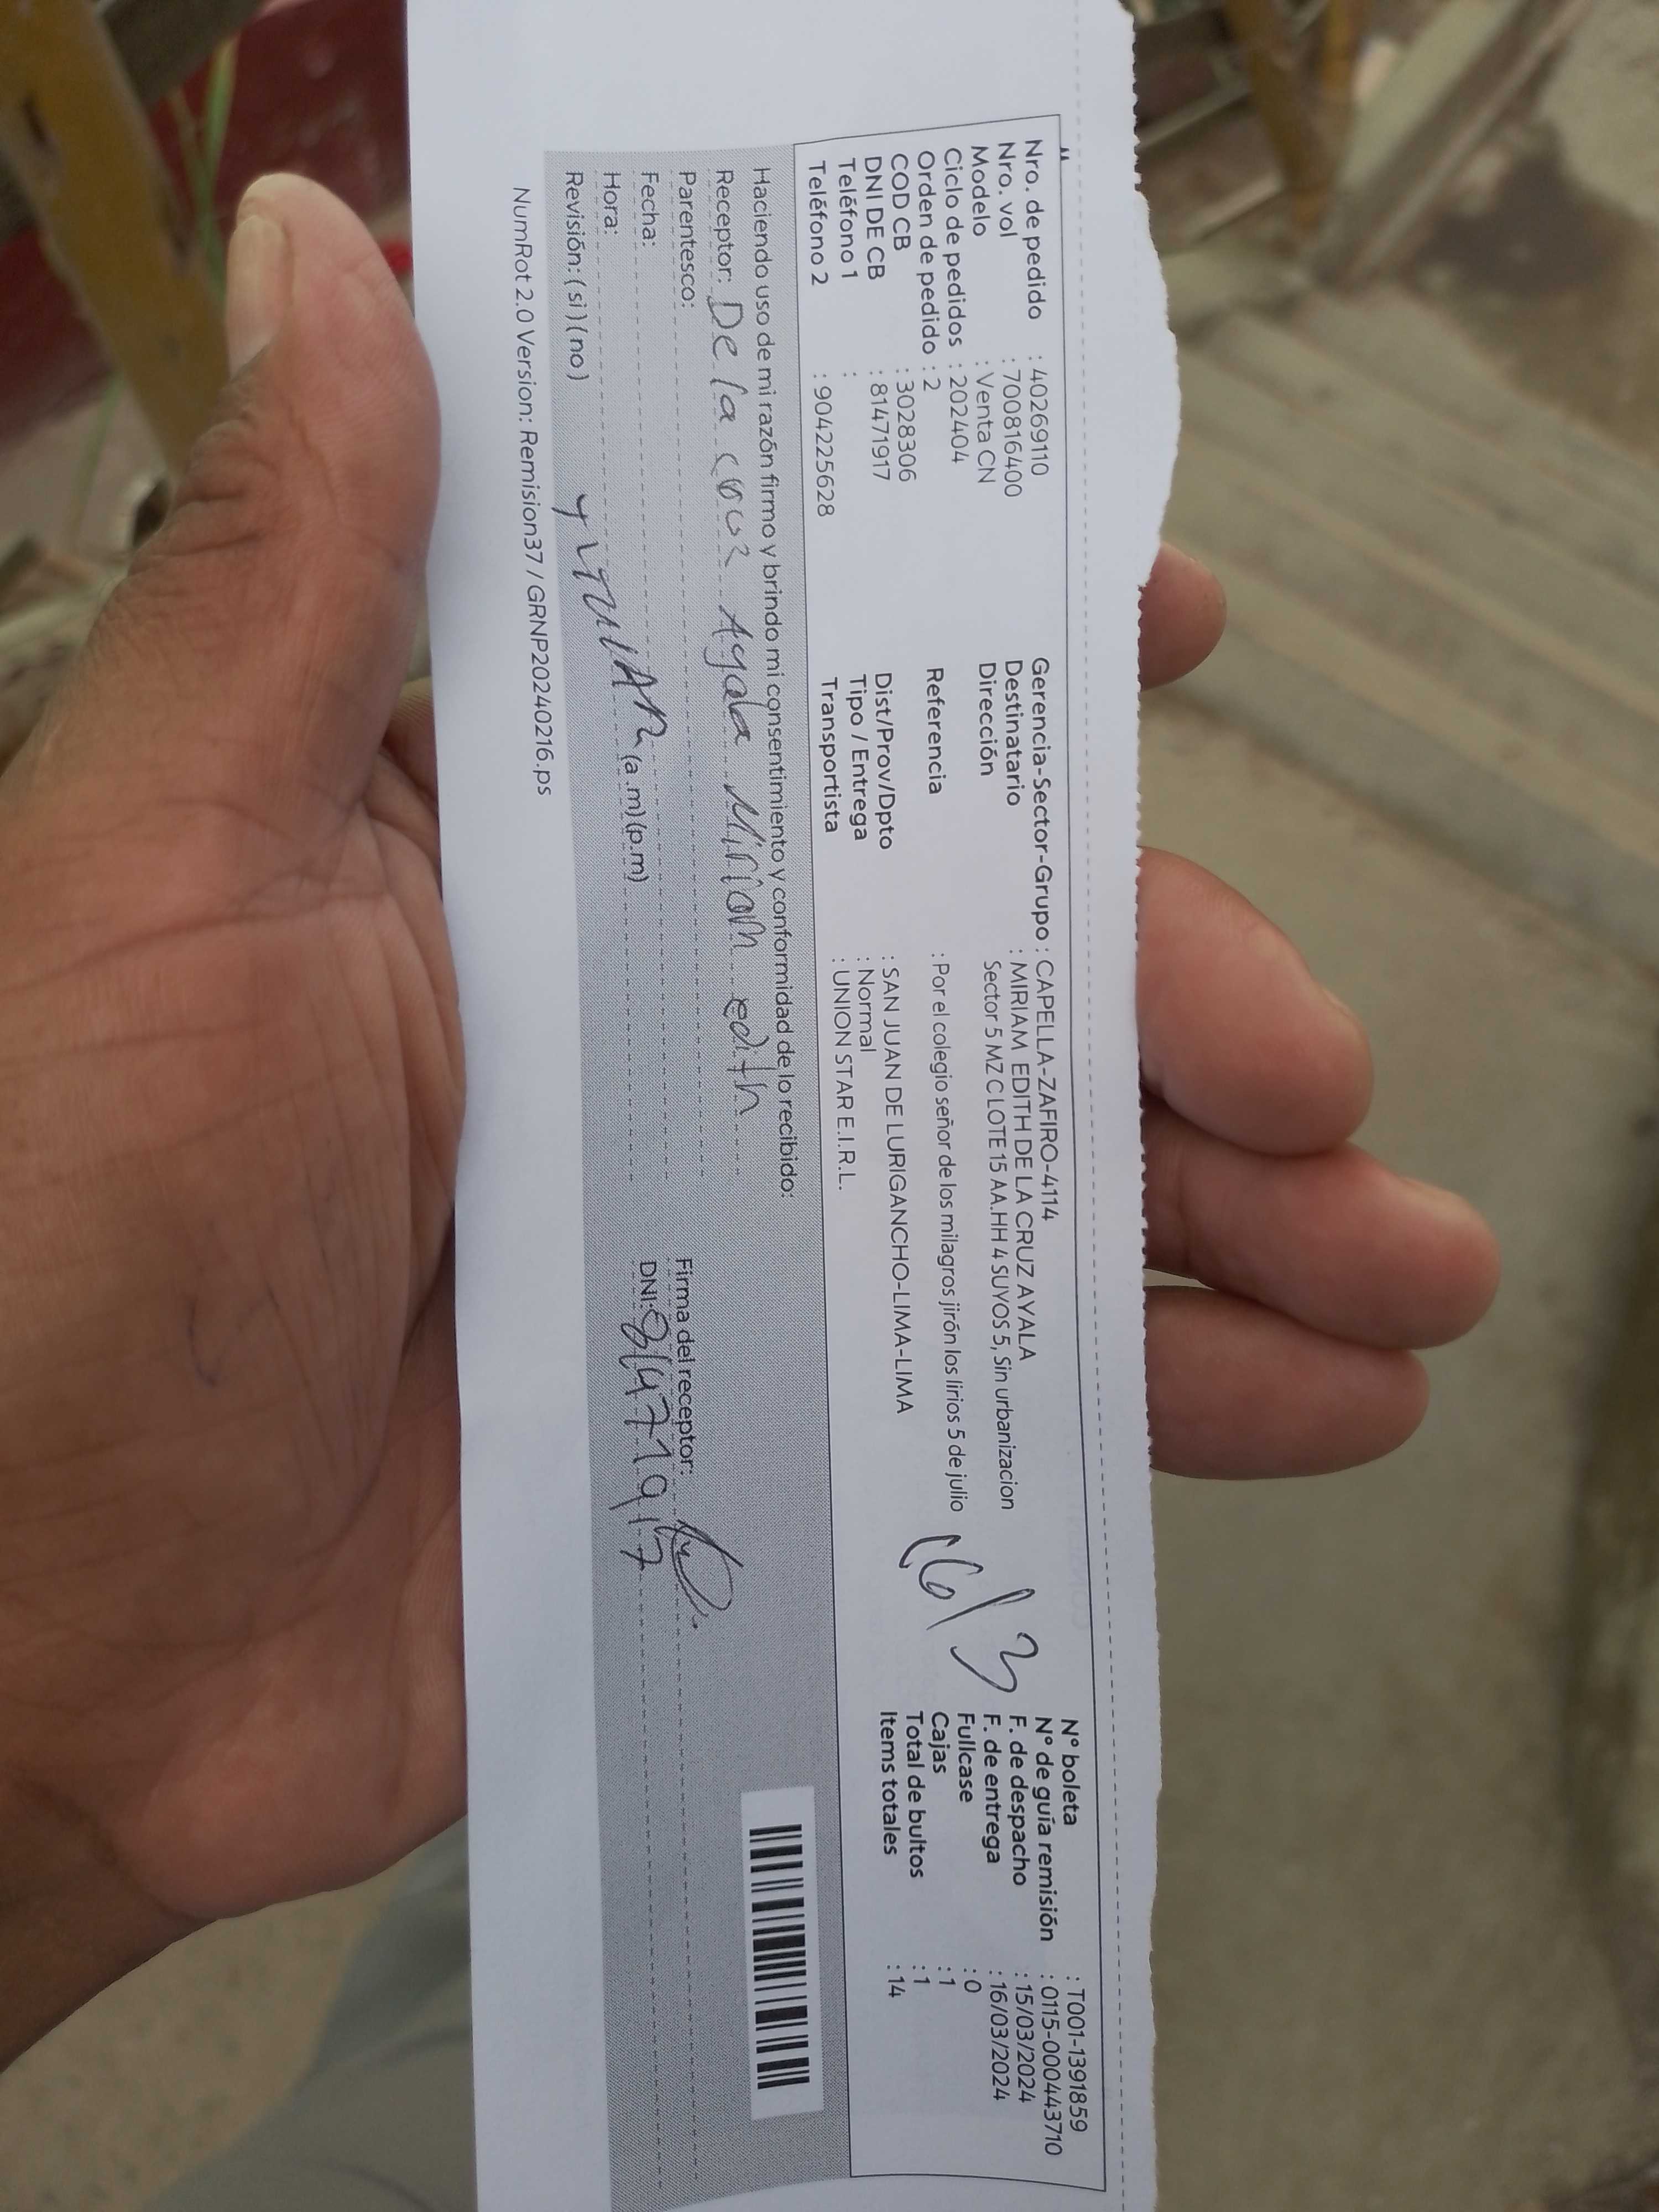 Nro. de pedido : 40269110
Nro. vol : 700816400
Modelo : Venta CN
Ciclo de pedidos : 202404
Orden de pedido : 2
COD CB : 3028306
DNI DE CB : 81471917
Teléfono 1 :
Teléfono 2 : 904225628
Gerencia-Sector-Grupo : CAPELLA-ZAFIRO-4114
Destinatario : MIRIAM EDITH DE LA CRUZ AYALA
Dirección Sector 5 MZ C LOTE 15 AA.HH 4 SUYOS 5, Sin urbanizacion
Referencia : Por el colegio señor de los milagros jirón los lirios 5 de julio
Dist/Prov/Dpto : SAN JUAN DE LURIGANCHO-LIMA-LIMA
Tipo / Entrega : Normal
Transportista : UNION STAR E.I.R.L.
16/3
N° boleta : T001-1391859
N° de guía remisión : 0115-000443710
F. de despacho : 15/03/2024
F. de entrega : 16/03/2024
Fullcase : 0
Cajas : 1
Total de bultos : 1
Items totales : 14
Haciendo uso de mi razón firmo y brindo mi consentimiento y conformidad de lo recibido:
Receptor: De la cruz Ayala Miriam edith
Parentesco:
Fecha:
Hora: (a.m) (p.m)
Revisión: (si) (no)
Firma del receptor:
DNI: 81471917
NumRot 2.0 Version: Remision37 / GRNP20240216.ps